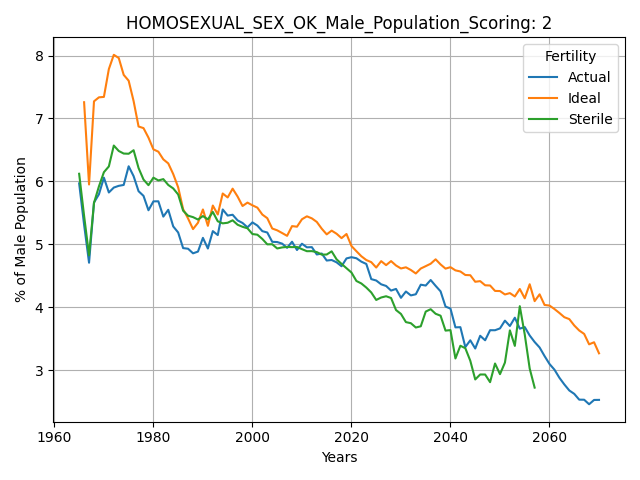 HOMOSEXUAL_SEX_OK_Male_Population_Scoring: 2
Fertility
Actual
Ideal
Sterile
% of Male Population
8
7
6
5
4
3
1960
1980
2000
2020
2040
2060
Years